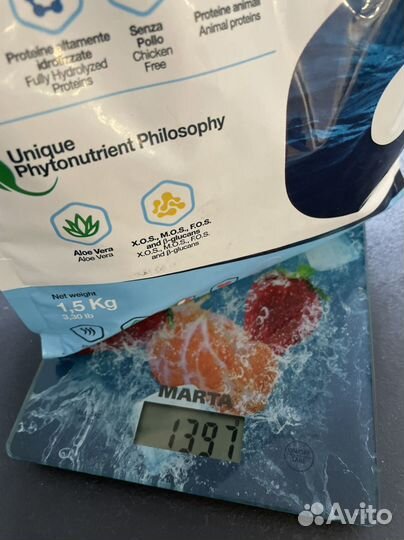 Proteine altamente
idrolizzate
Fully Hydrolyzed
Proteins
Senza
Pollo
Chicken
Free
Proteine animali
Animal proteins
Unique
Phytonutrient Philosophy
Aloe Vera
Aloe Vera
X.O.S., M.O.S., F.O.S.
and β-glucans
X.O.S., M.O.S., F.O.S.
and β-glucans
Net weight
1,5 Kg
3,30 lb
MARTA
1397
Avito